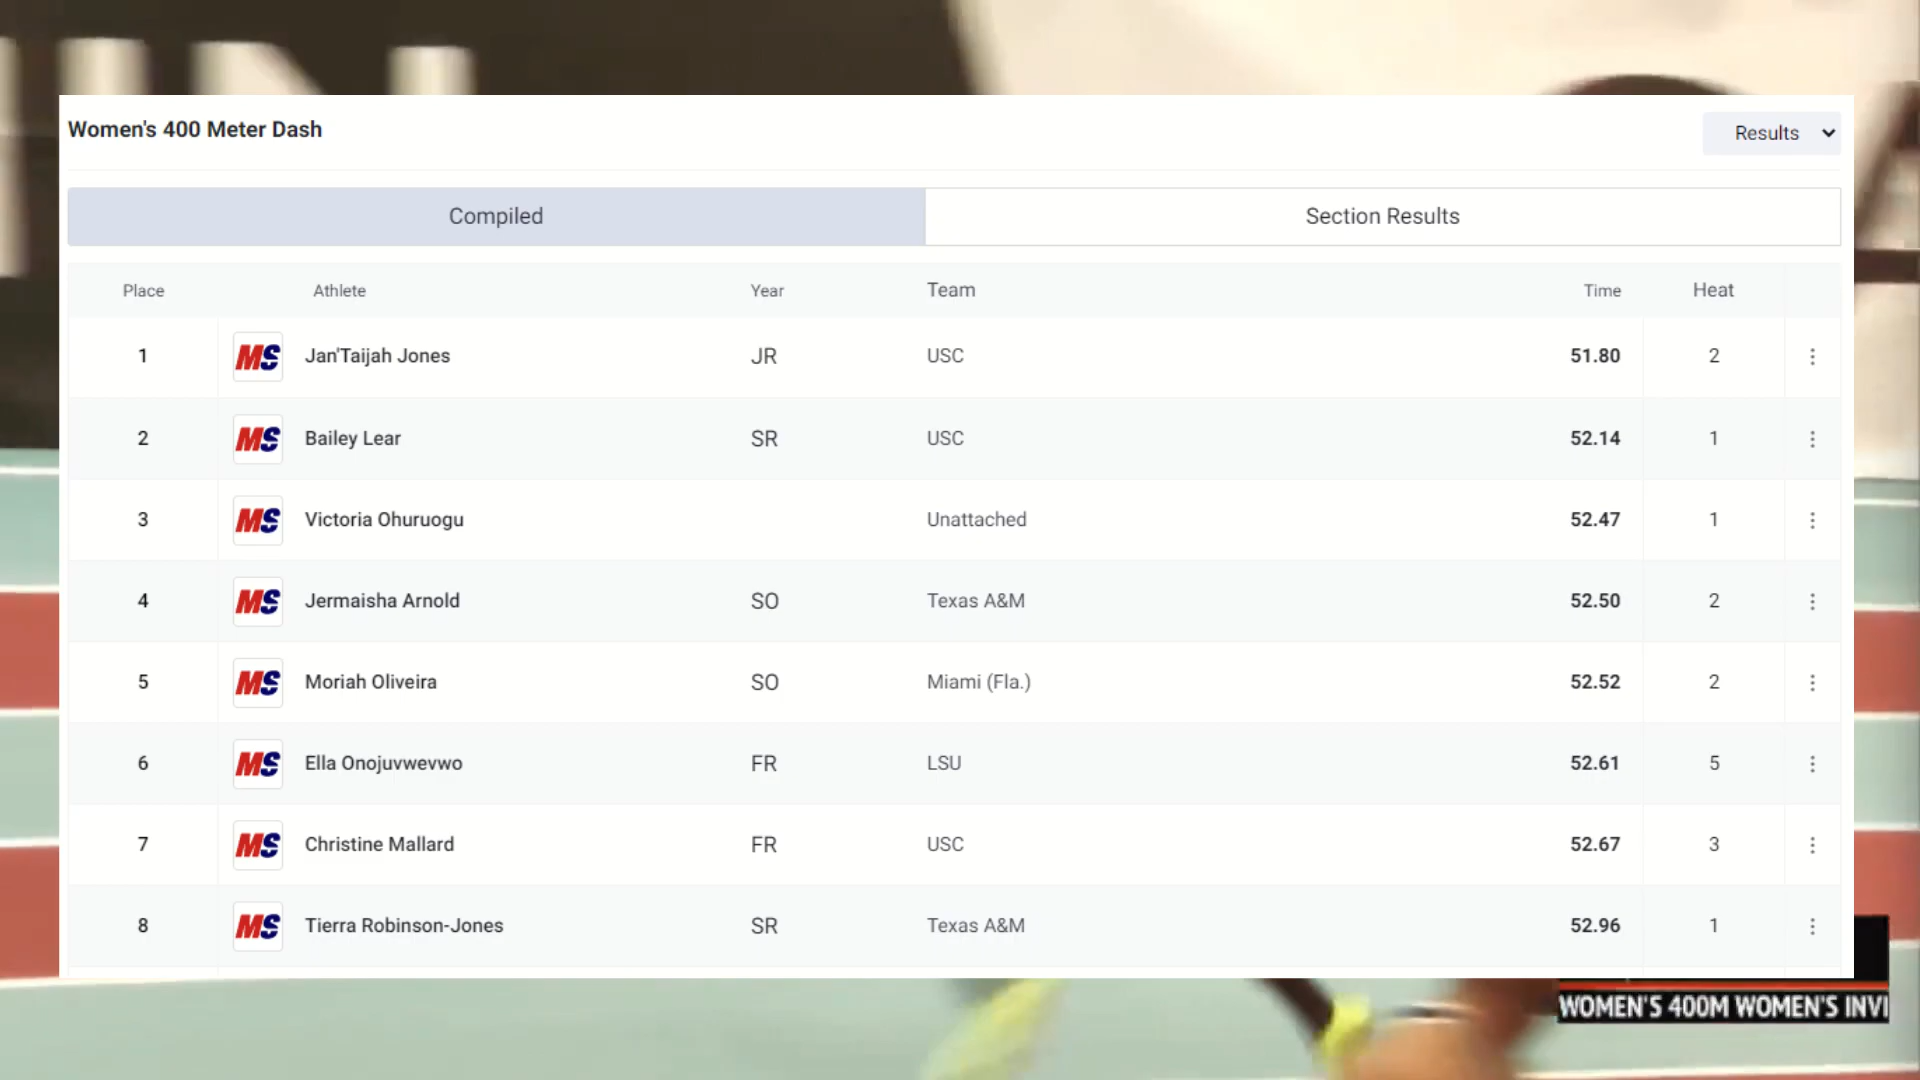 Women's 400 Meter Dash
Results
Compiled Section Results
Place Athlete Year Team Time Heat
1 MS Jan'Taijah Jones JR USC 51.80 2
2 MS Bailey Lear SR USC 52.14 1
3 MS Victoria Ohuruogu Unattached 52.47 1
4 MS Jermaisha Arnold SO Texas A&M 52.50 2
5 MS Moriah Oliveira SO Miami (Fla.) 52.52 2
6 MS Ella Onojuvwevwo FR LSU 52.61 5
7 MS Christine Mallard FR USC 52.67 3
8 MS Tierra Robinson-Jones SR Texas A&M 52.96 1
WOMEN'S 400M WOMEN'S INVI